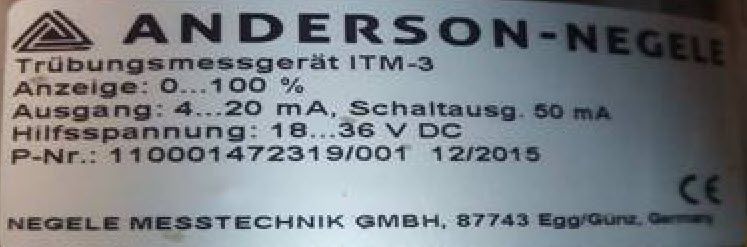 ANDERSON-NEGELE
Trübungsmessgerät ITM-3
Anzeige: 0...100 %
Ausgang: 4...20 mA, Schaltausg. 50 mA
Hilfsspannung: 18...36 V DC
P-Nr.: 110001472319/001 12/2015
CE
NEGELE MESSTECHNIK GMBH, 87743 Egg/Günz, Germany